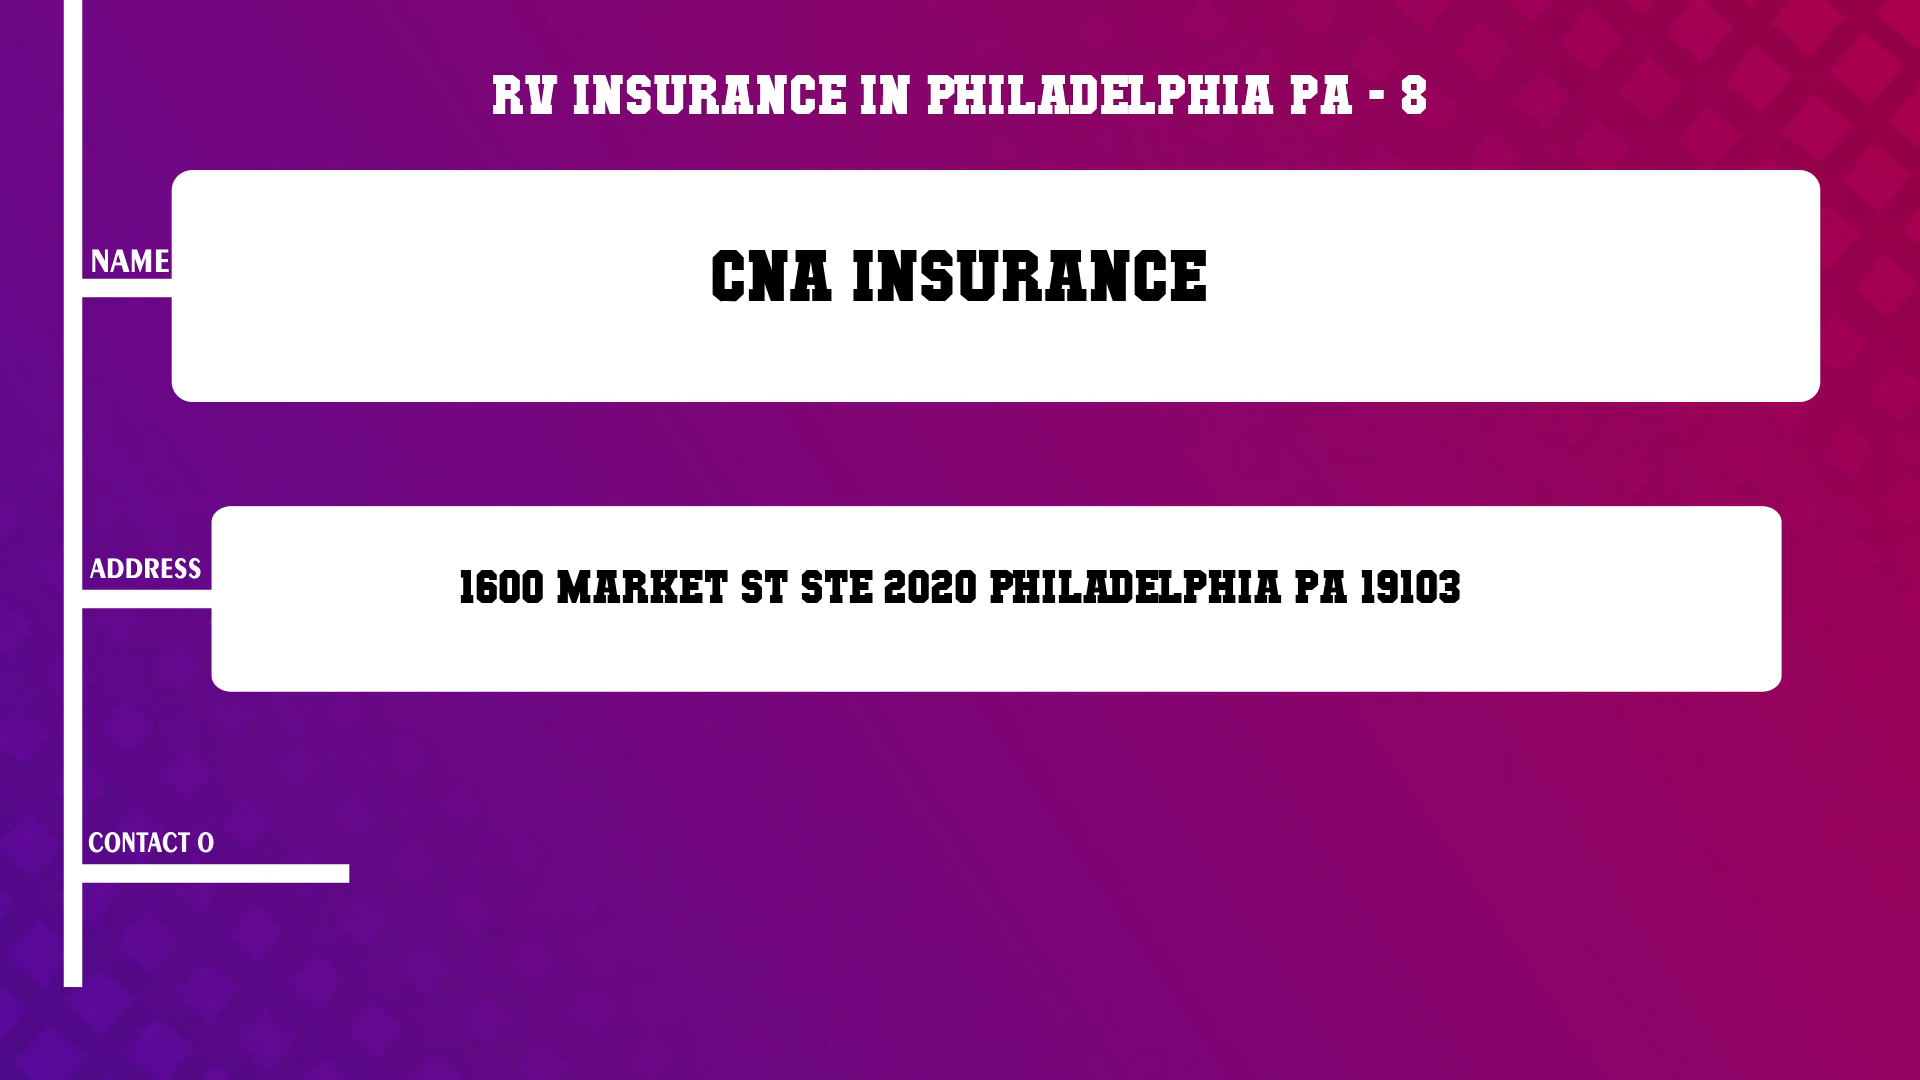 RV INSURANCE IN PHILADELPHIA PA - 8
NAME
CNA INSURANCE
ADDRESS
1600 MARKET ST STE 2020 PHILADELPHIA PA 19103
CONTACT O